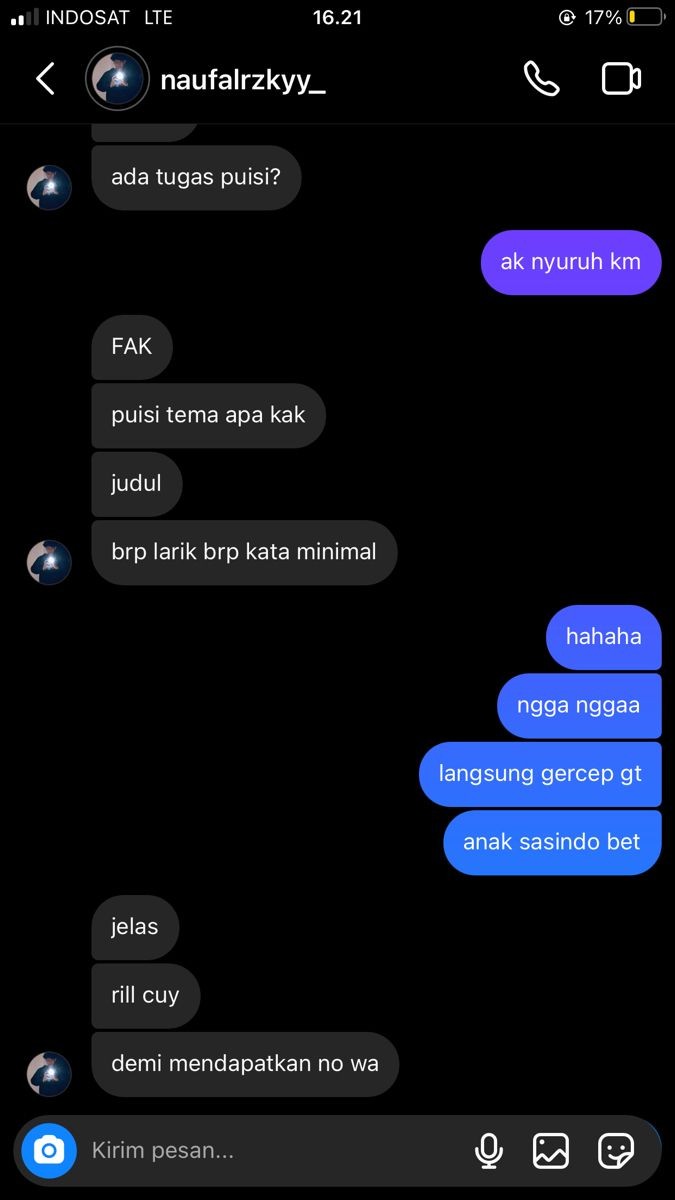 INDOSAT LTE
16.21
17%
naufalrzkyy_
ada tugas puisi?
ak nyuruh km
FAK
puisi tema apa kak
judul
brp larik brp kata minimal
hahaha
ngga nggaa
langsung gercep gt
anak sasindo bet
jelas
rill cuy
demi mendapatkan no wa
Kirim pesan...